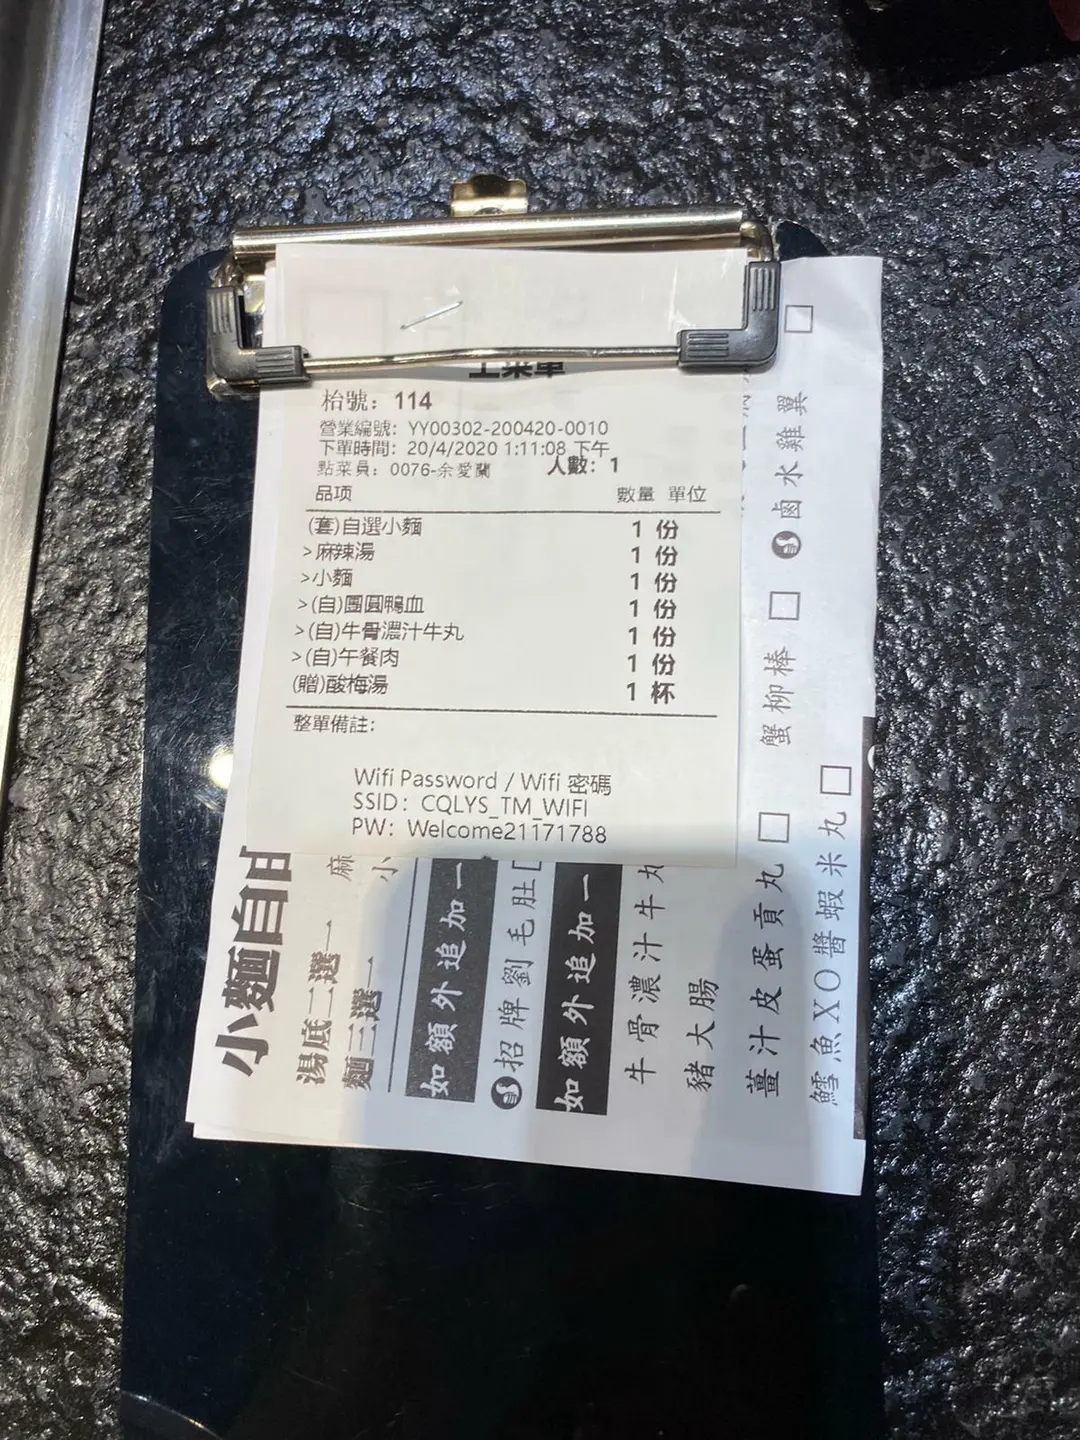 上菜單
枱號：114
營業編號：YY00302-200420-0010
下單時間：20/4/2020 1:11:08 下午
點菜員：0076-余愛蘭 人數：1
品项 數量 單位
(套)自選小麵 1 份
>麻辣湯 1 份
>小麵 1 份
>(自)團圓鴨血 1 份
>(自)牛骨濃汁牛丸 1 份
>(自)午餐肉 1 份
(贈)酸梅湯 1 杯
整單備註：
Wifi Password / Wifi 密碼
SSID：CQLYS_TM_WIFI
PW：Welcome21171788
小麵自由
湯底二選一 麻
麵三選一 小
如額外追加一
招牌劉毛肚
如額外追加一
牛骨濃汁牛丸
豬大腸
薑汁皮蛋貢丸
蟹柳棒
鹵水雞翼
鱈魚XO醬蝦米丸